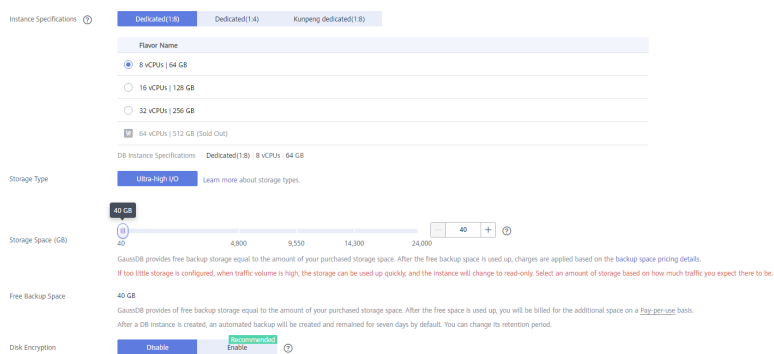 Instance Specifications ?
Dedicated(1:8) Dedicated(1:4) Kunpeng dedicated(1:8)
Flavor Name
8 vCPUs | 64 GB
16 vCPUs | 128 GB
32 vCPUs | 256 GB
64 vCPUs | 512 GB (Sold Out)
DB Instance Specifications Dedicated(1:8) | 8 vCPUs | 64 GB
Storage Type Ultra-high I/O Learn more about storage types.
40 GB
Storage Space (GB) 40 + ?
40 4,800 9,550 14,300 24,000
GaussDB provides free backup storage equal to the amount of your purchased storage space. After the free backup space is used up, charges are applied based on the backup space pricing details.
If too little storage is configured, when traffic volume is high, the storage can be used up quickly, and the instance will change to read-only. Select an amount of storage based on how much traffic you expect there to be.
Free Backup Space 40 GB
GaussDB provides of free backup storage equal to the amount of your purchased storage space. After the free space is used up, you will be billed for the additional space on a Pay-per-use basis.
After a DB instance is created, an automated backup will be created and remained for seven days by default. You can change its retention period.
Recommended
Disk Encryption Disable Enable ?